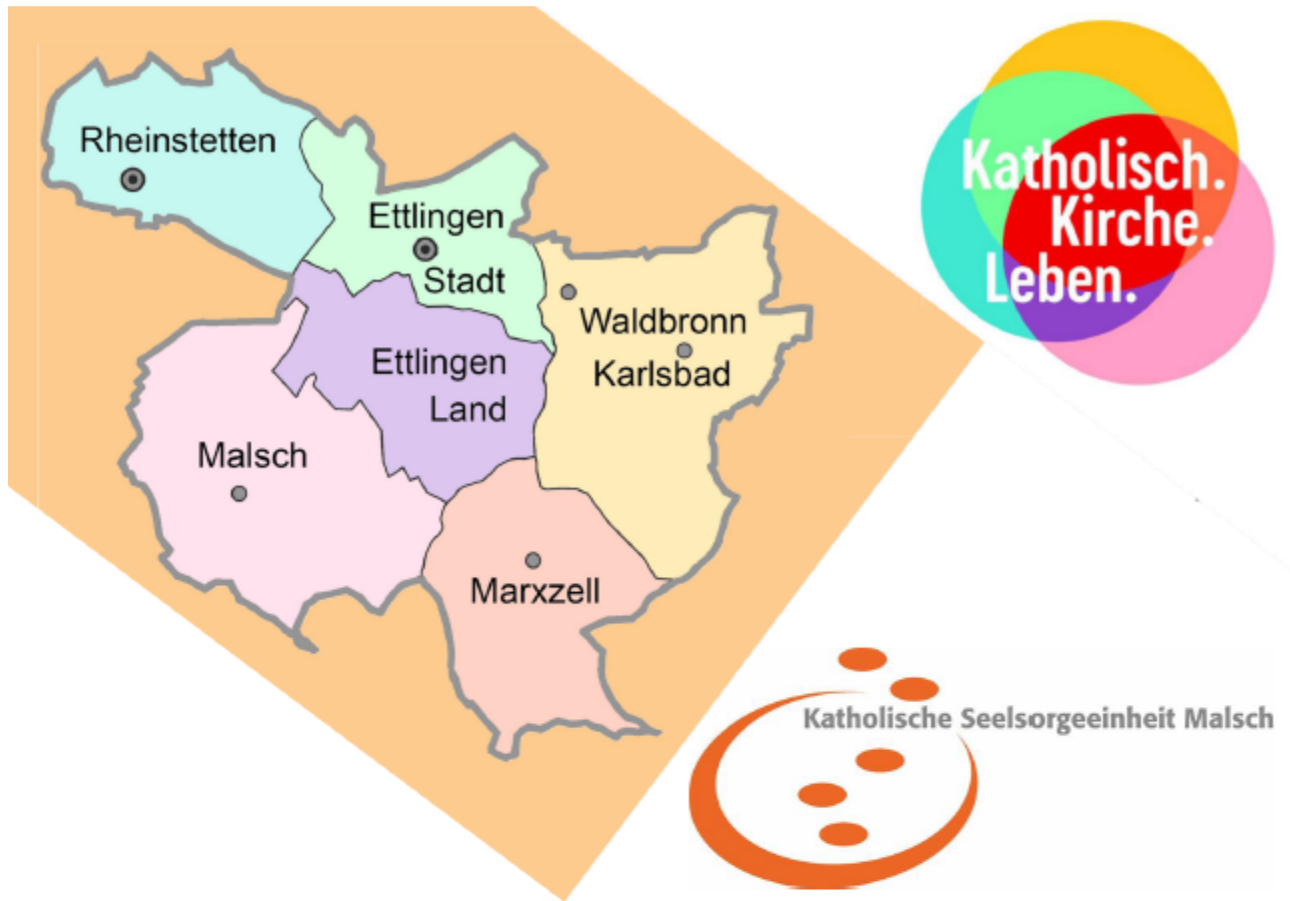 Rheinstetten
Ettlingen
Stadt
Waldbronn
Karlsbad
Ettlingen
Land
Malsch
Marxzell
Katholisch.
Kirche.
Leben.
Katholische Seelsorgeeinheit Malsch